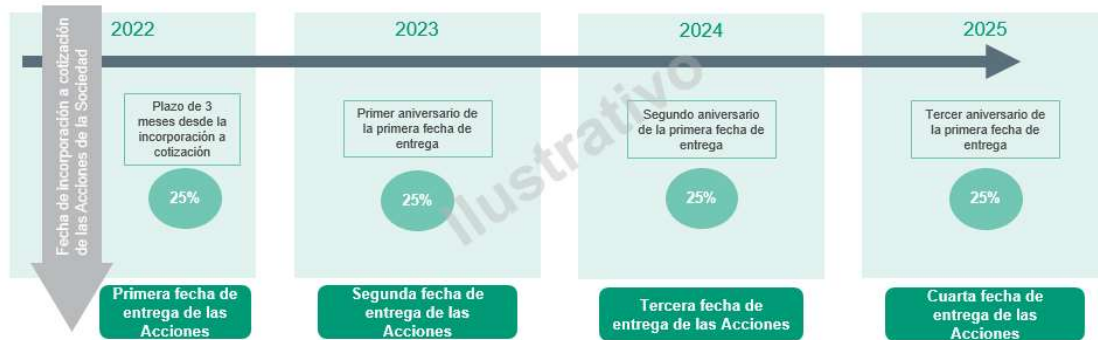 Fecha de incorporación a cotización
de las Acciones de la Sociedad
2022
2023
2024
2025
Plazo de 3
meses desde la
incorporación a
cotización
Primer aniversario de
la primera fecha de
entrega
Segundo aniversario
de la primera fecha de
entrega
Tercer aniversario de
la primera fecha de
entrega
25%
25%
25%
25%
Ilustrativo
Primera fecha de
entrega de las
Acciones
Segunda fecha de
entrega de las
Acciones
Tercera fecha de
entrega de las Acciones
Cuarta fecha de
entrega de las
Acciones